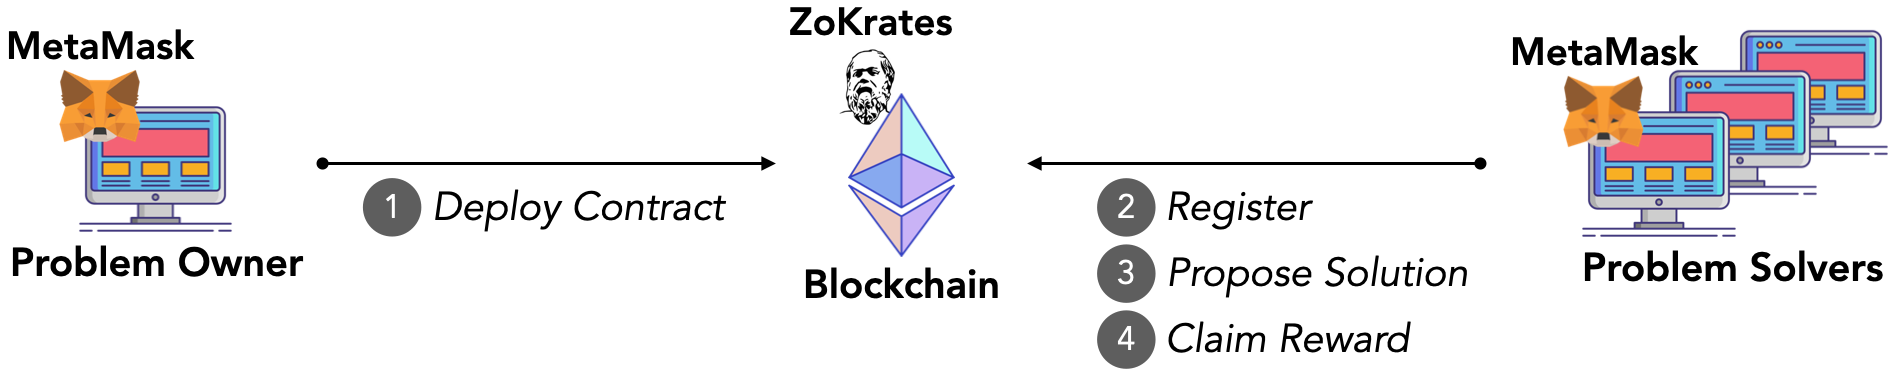 MetaMask
Problem Owner
1 Deploy Contract
ZoKrates
Blockchain
2 Register
3 Propose Solution
4 Claim Reward
MetaMask
Problem Solvers